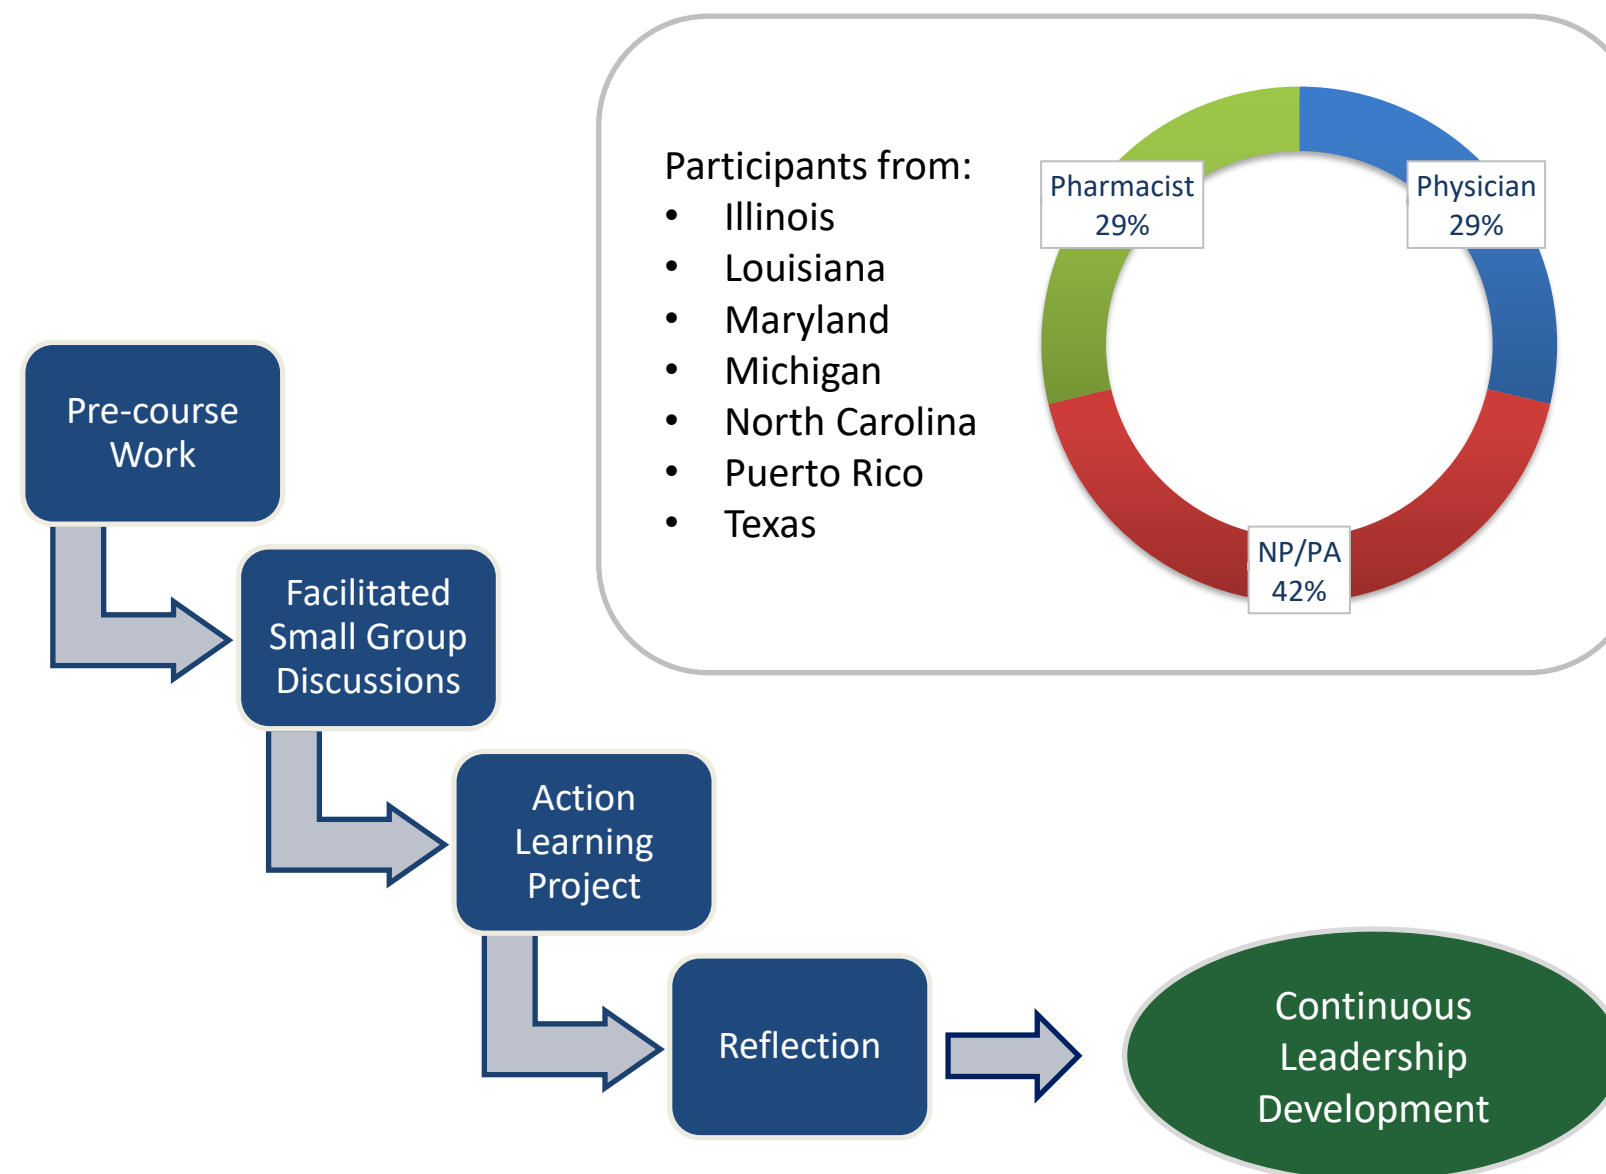 Participants from:
• Illinois
• Louisiana
• Maryland
• Michigan
• North Carolina
• Puerto Rico
• Texas
Pharmacist
29%
Physician
29%
NP/PA
42%
Pre-course
Work
Facilitated
Small Group
Discussions
Action
Learning
Project
Reflection
Continuous
Leadership
Development